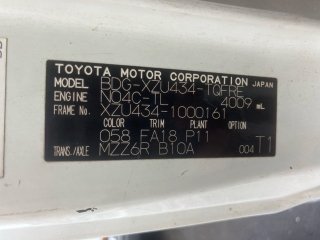 TOYOTA MOTOR CORPORATION JAPAN
MODEL BDG-XZU434-TQFRE
ENGINE N04C-TL 4009 mL
FRAME No. XZU434-1000161
COLOR TRIM PLANT
058 FA18 P11
TRANS./AXLE MZZ6R B10A 004 T1